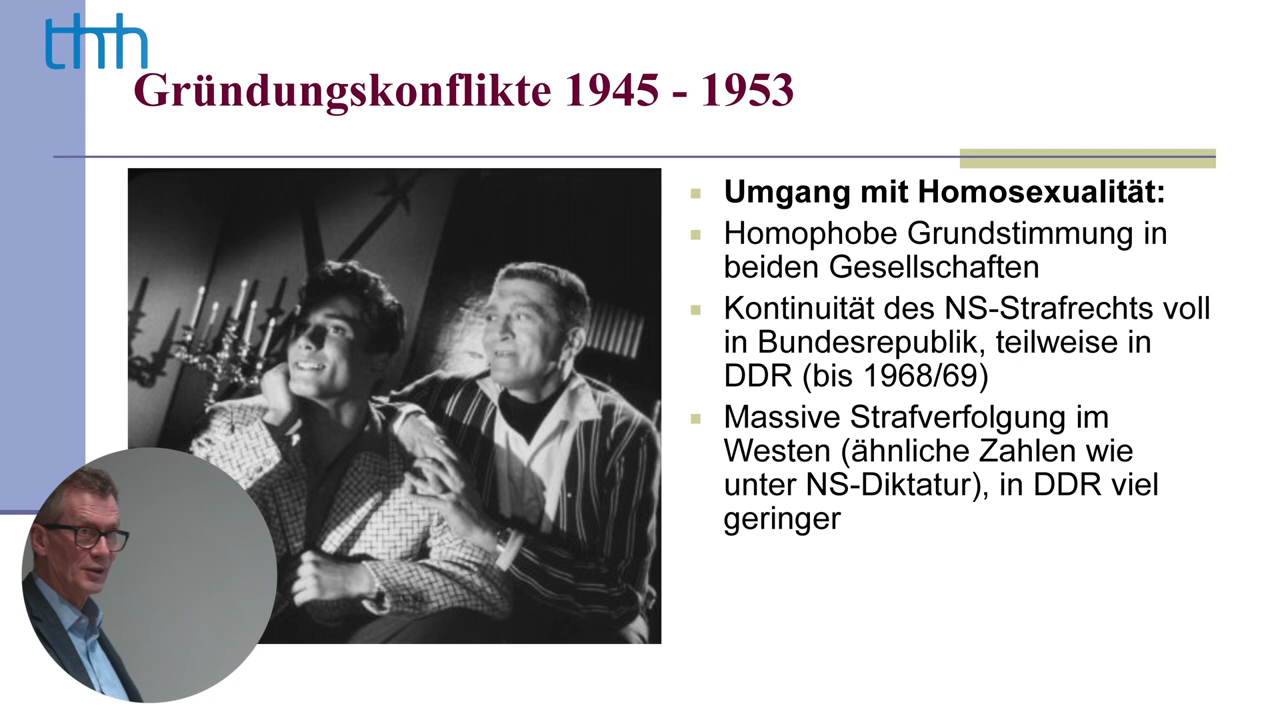 thh
Gründungskonflikte 1945 - 1953
Umgang mit Homosexualität:
Homophobe Grundstimmung in
beiden Gesellschaften
Kontinuität des NS-Strafrechts voll
in Bundesrepublik, teilweise in
DDR (bis 1968/69)
Massive Strafverfolgung im
Westen (ähnliche Zahlen wie
unter NS-Diktatur), in DDR viel
geringer